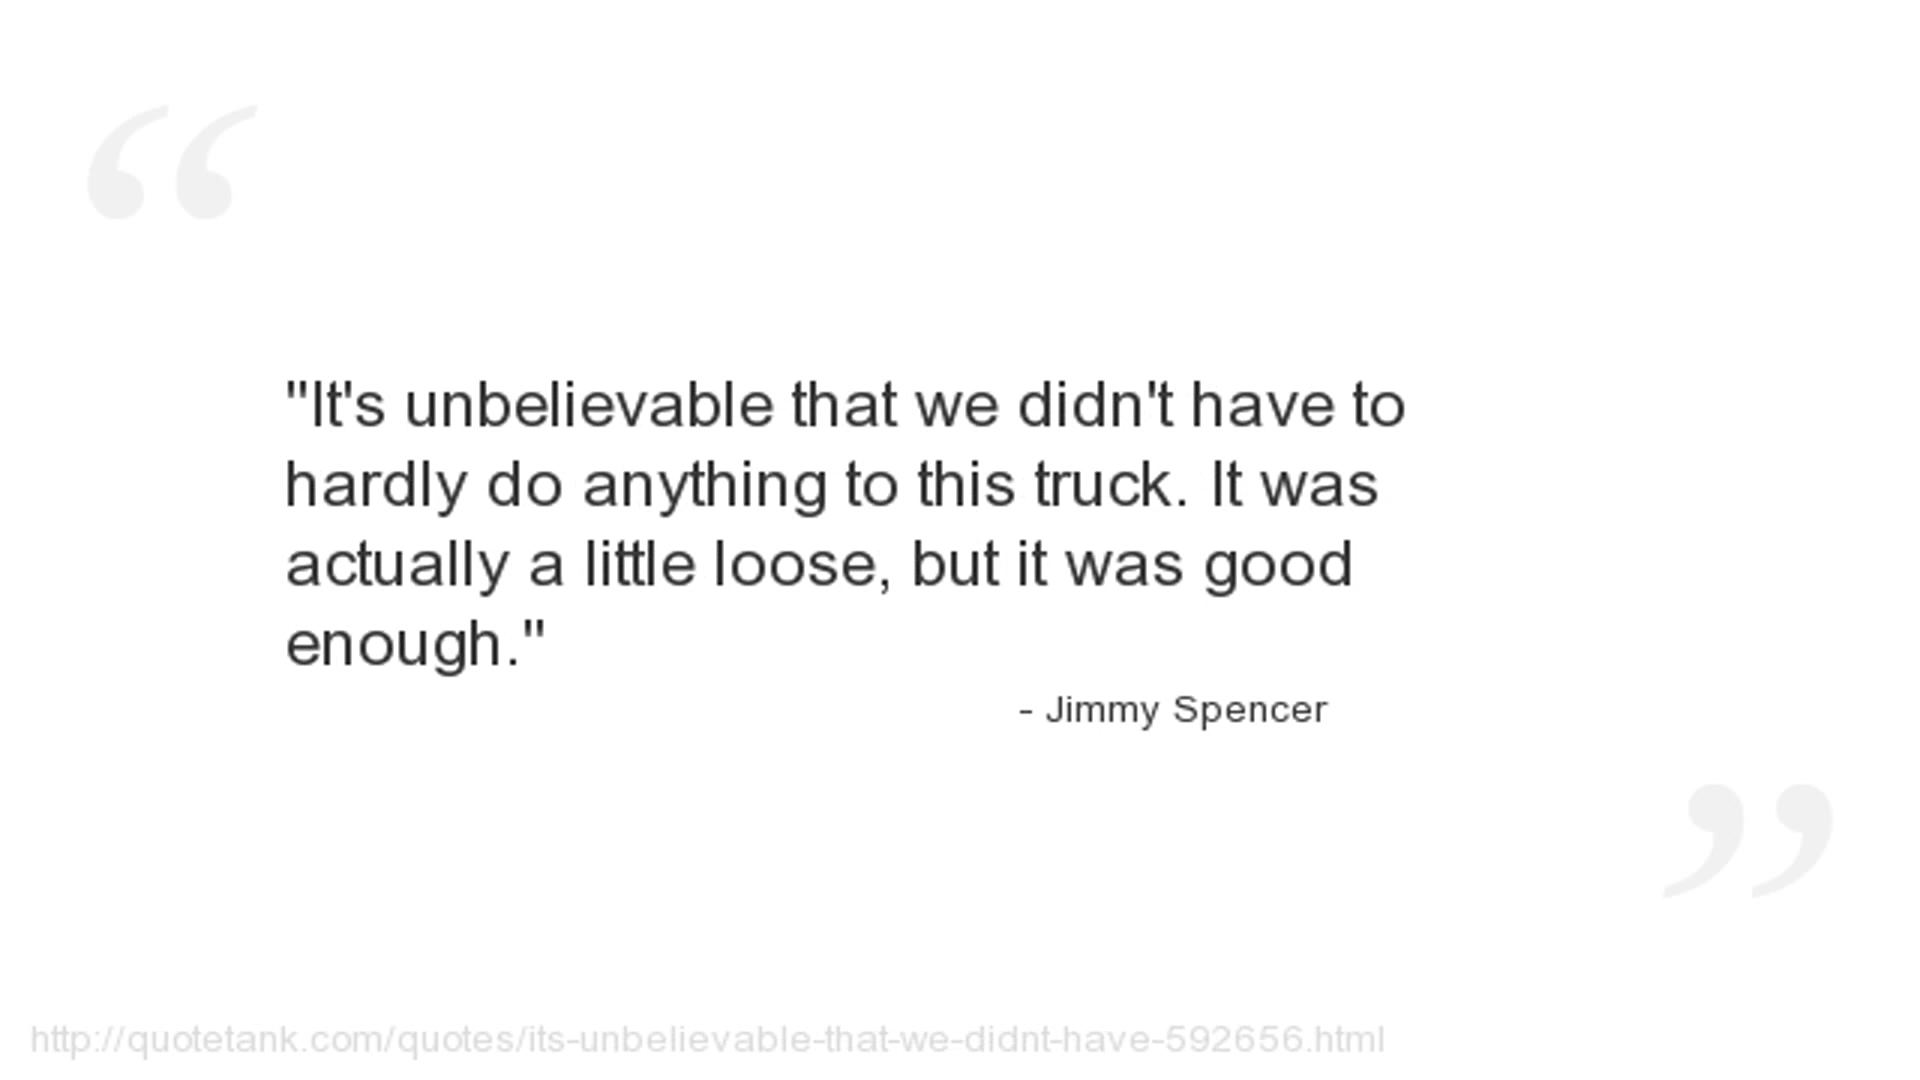 "It's unbelievable that we didn't have to
hardly do anything to this truck. It was
actually a little loose, but it was good
enough."
- Jimmy Spencer
http://quotetank.com/quotes/its-unbelievable-that-we-didnt-have-592656.html